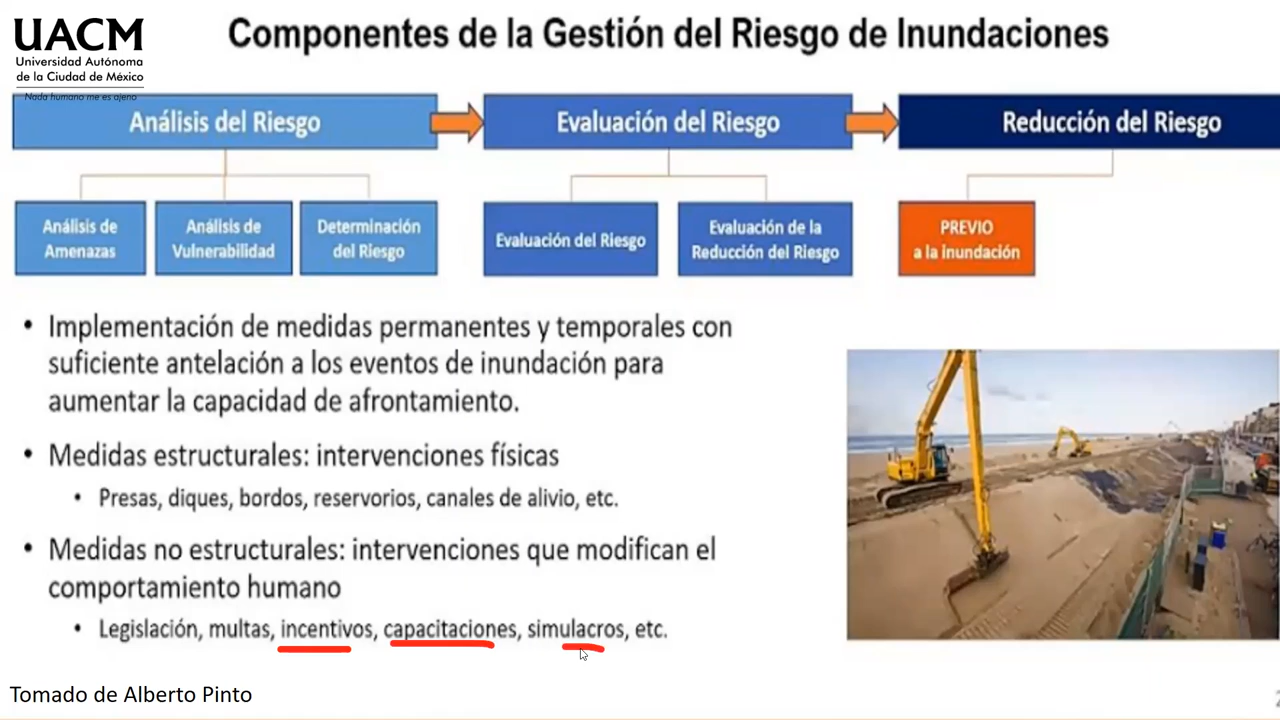 Componentes de la Gestión del Riesgo de Inundaciones
UACM
Universidad Autónoma
de la Ciudad de México
Nada humano me es ajeno
Análisis del Riesgo
Evaluación del Riesgo
Reducción del Riesgo
Análisis de
Amenazas
Análisis de
Vulnerabilidad
Determinación
del Riesgo
Evaluación del Riesgo
Evaluación de la
Reducción del Riesgo
PREVIO
a la inundación
• Implementación de medidas permanentes y temporales con
suficiente antelación a los eventos de inundación para
aumentar la capacidad de afrontamiento.
• Medidas estructurales: intervenciones físicas
• Presas, diques, bordos, reservorios, canales de alivio, etc.
• Medidas no estructurales: intervenciones que modifican el
comportamiento humano
• Legislación, multas, incentivos, capacitaciones, simulacros, etc.
Tomado de Alberto Pinto